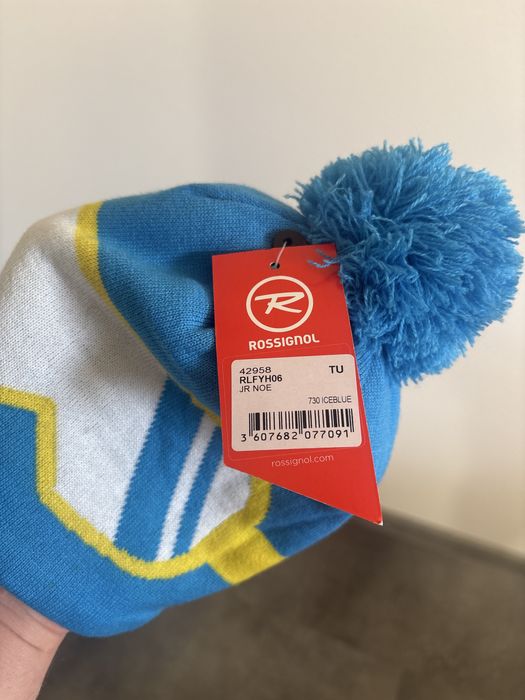 R
ROSSIGNOL
42958 TU
RLFYH06
JR NOE
730 ICEBLUE
3 607682 077091
rossignol.com